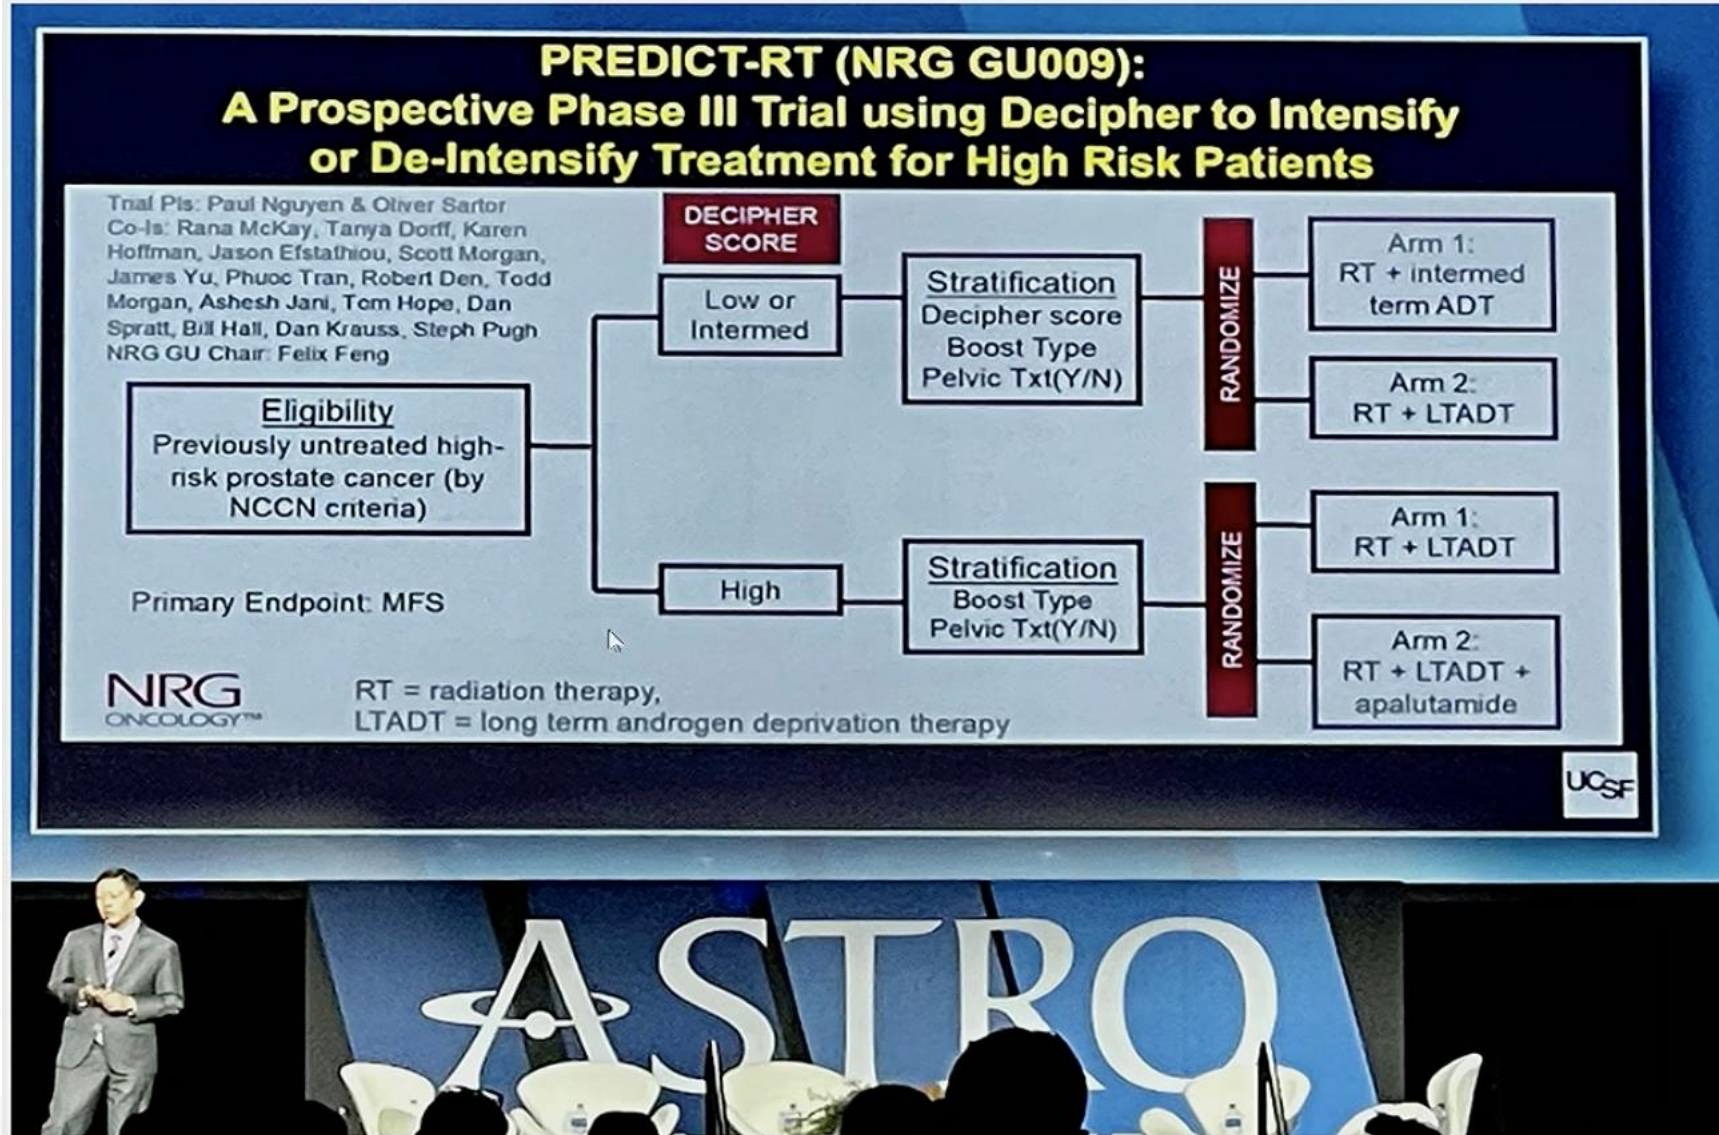 PREDICT-RT (NRG GU009):
A Prospective Phase III Trial using Decipher to Intensify
or De-Intensify Treatment for High Risk Patients
Trial PIs: Paul Nguyen & Oliver Sartor
Co-Is: Rana McKay, Tanya Dorff, Karen
Hoffman, Jason Efstathiou, Scott Morgan,
James Yu, Phuoc Tran, Robert Den, Todd
Morgan, Ashesh Jani, Tom Hope, Dan
Spratt, Bill Hall, Dan Krauss, Steph Pugh
NRG GU Chair: Felix Feng
Eligibility
Previously untreated high-
risk prostate cancer (by
NCCN criteria)
Primary Endpoint: MFS
DECIPHER
SCORE
Low or
Intermed
Stratification
Decipher score
Boost Type
Pelvic Txt(Y/N)
RANDOMIZE
Arm 1:
RT + intermed
term ADT
Arm 2:
RT + LTADT
High
Stratification
Boost Type
Pelvic Txt(Y/N)
RANDOMIZE
Arm 1:
RT + LTADT
Arm 2:
RT + LTADT +
apalutamide
NRG
ONCOLOGY™
RT = radiation therapy,
LTADT = long term androgen deprivation therapy
UCSF
ASTRO